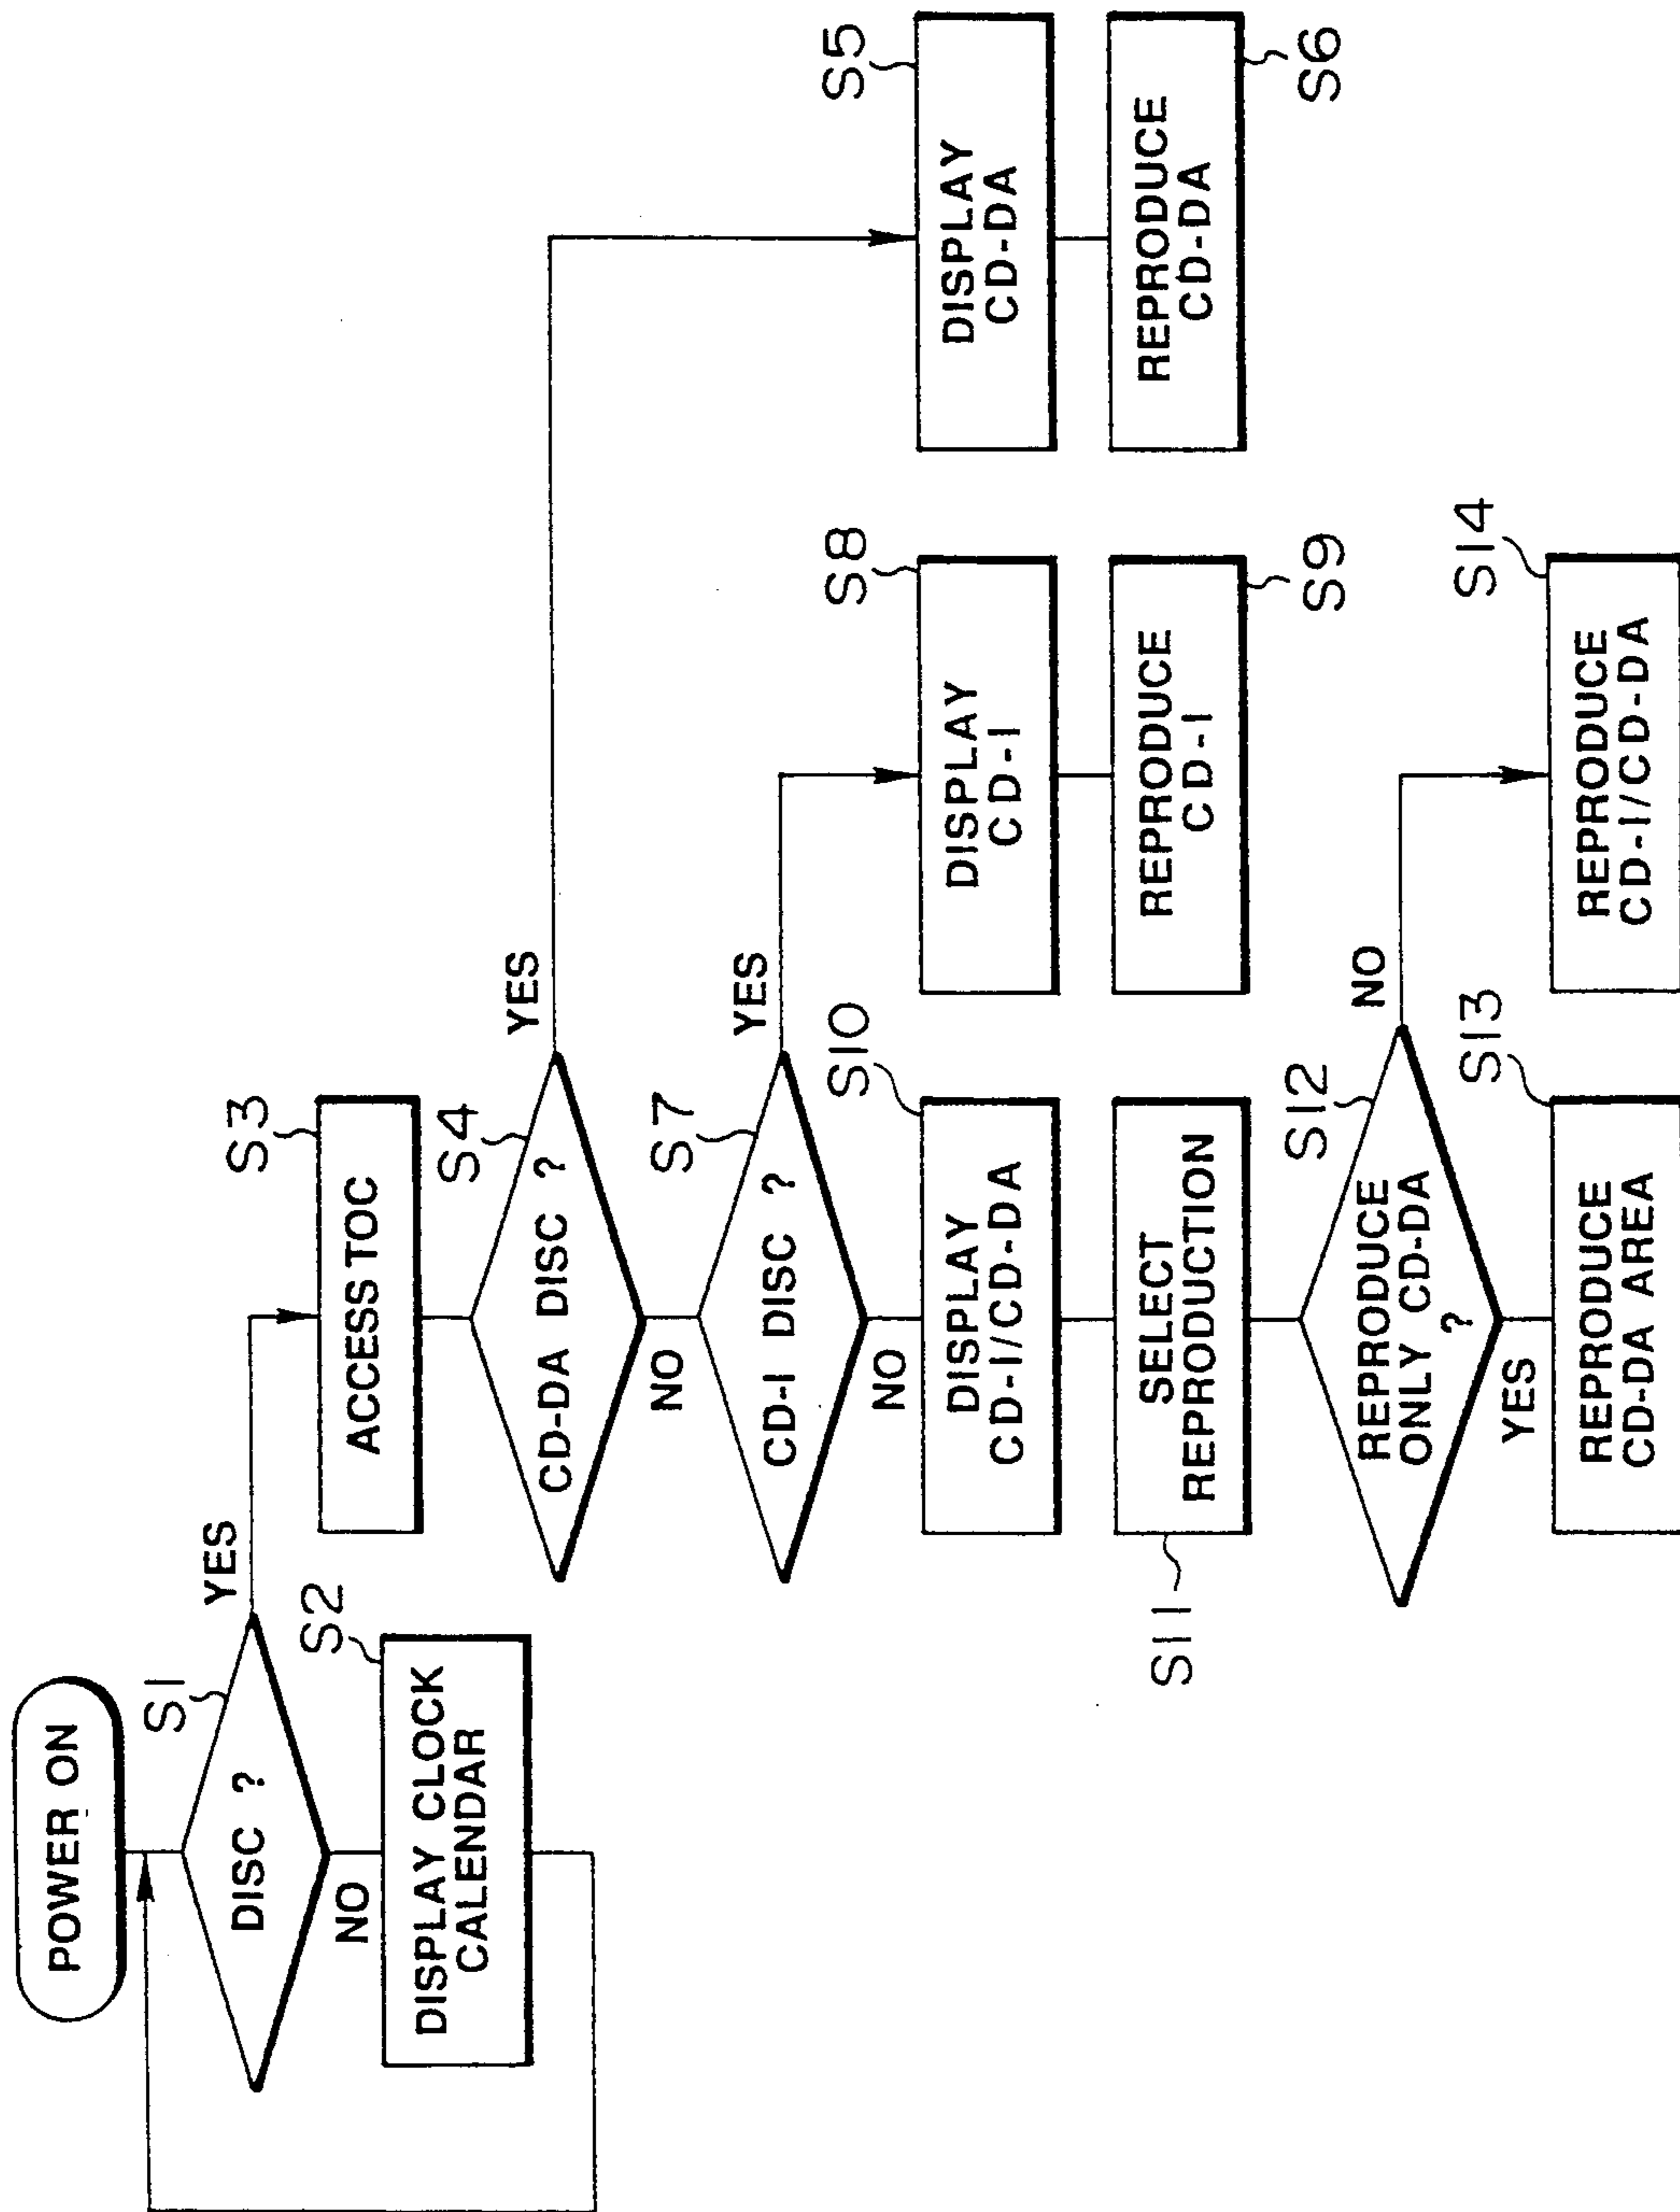 POWER ON
S1
DISC ?
YES
NO
S2
DISPLAY CLOCK
CALENDAR
S3
ACCESS TOC
S4
CD-DA DISC ?
YES
NO
S5
DISPLAY
CD-DA
S6
REPRODUCE
CD-DA
S7
CD-I DISC ?
YES
NO
S8
DISPLAY
CD-I
S9
REPRODUCE
CD-I
S10
DISPLAY
CD-I/CD-DA
S11
SELECT
REPRODUCTION
S12
REPRODUCE
ONLY CD-DA
?
NO
YES
S13
REPRODUCE
CD-DA AREA
S14
REPRODUCE
CD-I/CD-DA